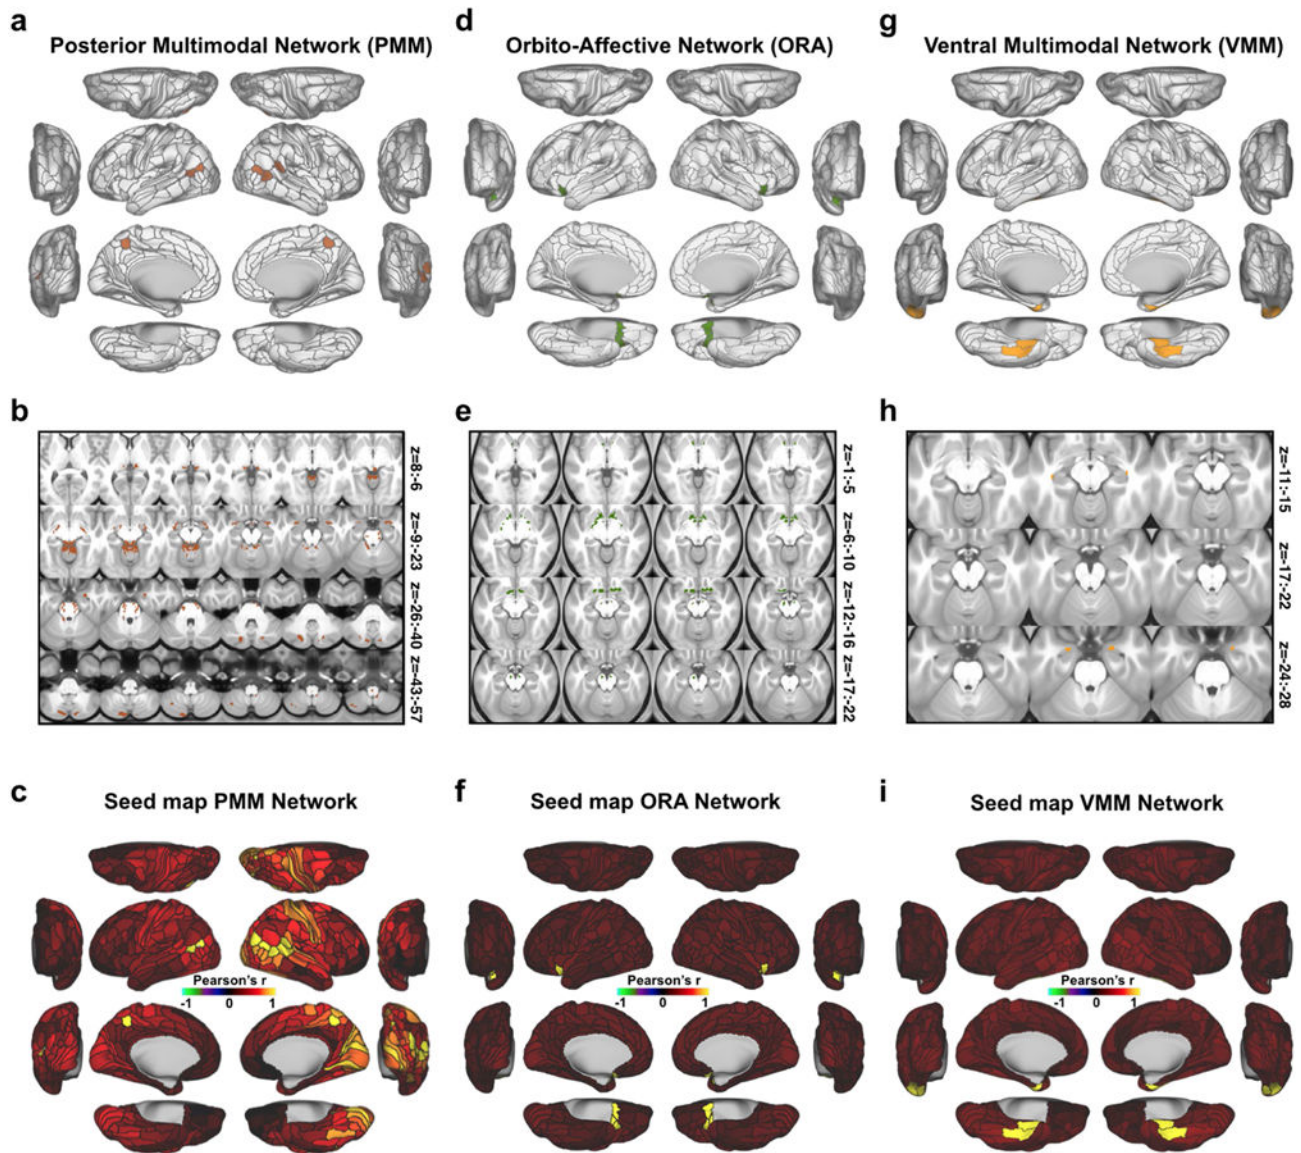 a
Posterior Multimodal Network (PMM)
d
Orbito-Affective Network (ORA)
g
Ventral Multimodal Network (VMM)
b
z=8:-6
z=-9:-23
z=-26:-40
z=-43:-57
e
z=-1:-5
z=-6:-10
z=-12:-16
z=-17:-22
h
z=-11:-15
z=-17:-22
z=-24:-28
c
Seed map PMM Network
Pearson's r
-1 0 1
f
Seed map ORA Network
Pearson's r
-1 0 1
i
Seed map VMM Network
Pearson's r
-1 0 1